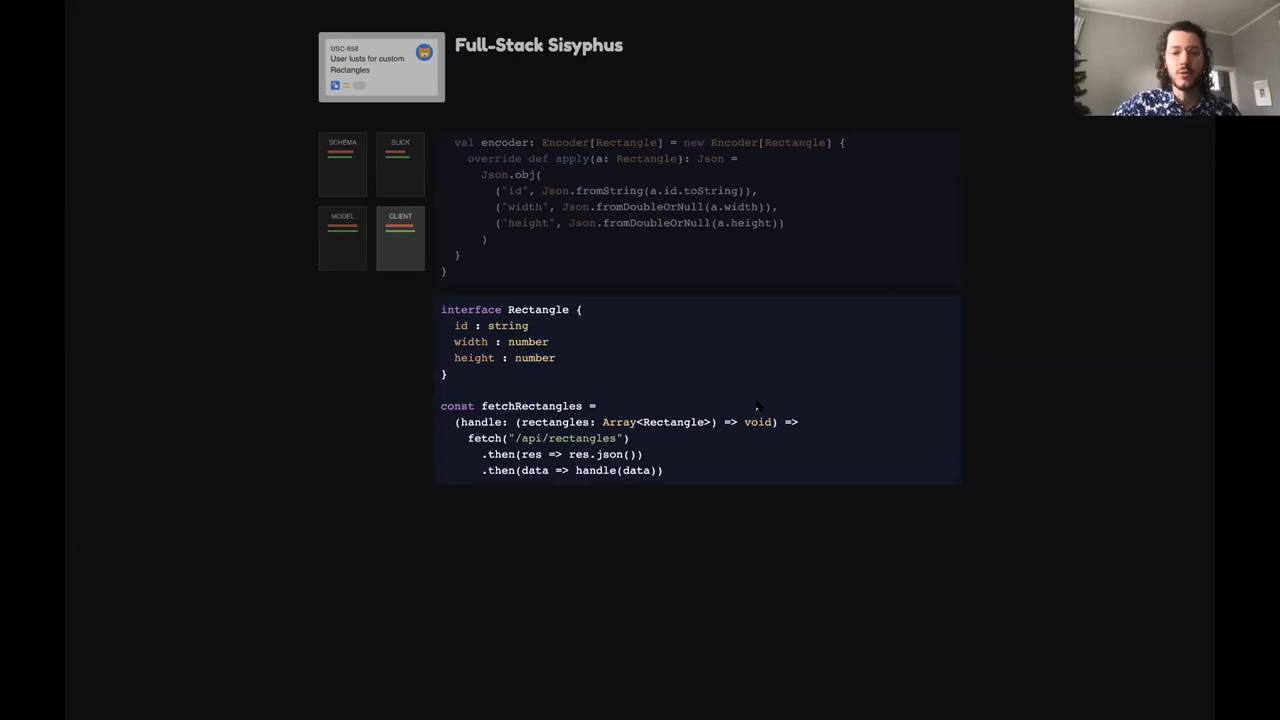 USC-658
User lusts for custom
Rectangles
Full-Stack Sisyphus
SCHEMA
SLICK
MODEL
CLIENT
val encoder: Encoder[Rectangle] = new Encoder[Rectangle] {
override def apply(a: Rectangle): Json =
Json.obj(
("id", Json.fromString(a.id.toString)),
("width", Json.fromDoubleOrNull(a.width)),
("height", Json.fromDoubleOrNull(a.height))
)
}
}
interface Rectangle {
id : string
width : number
height : number
}
const fetchRectangles =
(handle: (rectangles: Array<Rectangle>) => void) =>
fetch("/api/rectangles")
.then(res => res.json())
.then(data => handle(data))